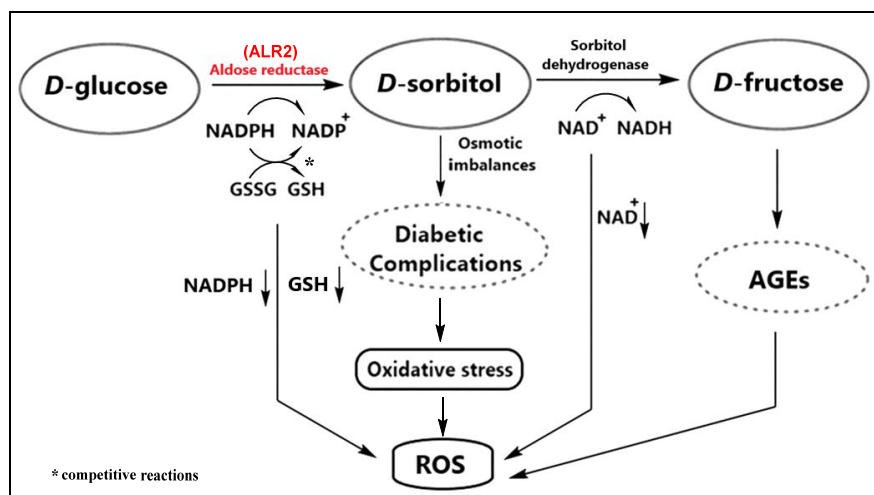 (ALR2)
Aldose reductase
Sorbitol
dehydrogenase
D-glucose
D-sorbitol
D-fructose
NADPH NADP+
NAD+ NADH
*
GSSG GSH
Osmotic
imbalances
NAD+
Diabetic
Complications
NADPH
GSH
AGEs
Oxidative stress
ROS
* competitive reactions